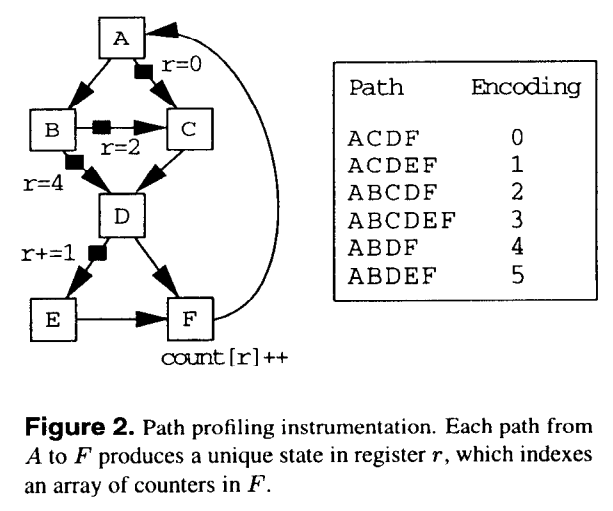 A
r=0
B
C
r=2
r=4
D
r+=1
E
F
count[r]++
Path Encoding
ACDF 0
ACDEF 1
ABCDF 2
ABCDEF 3
ABDF 4
ABDEF 5
Figure 2. Path profiling instrumentation. Each path from
A to F produces a unique state in register r, which indexes
an array of counters in F.